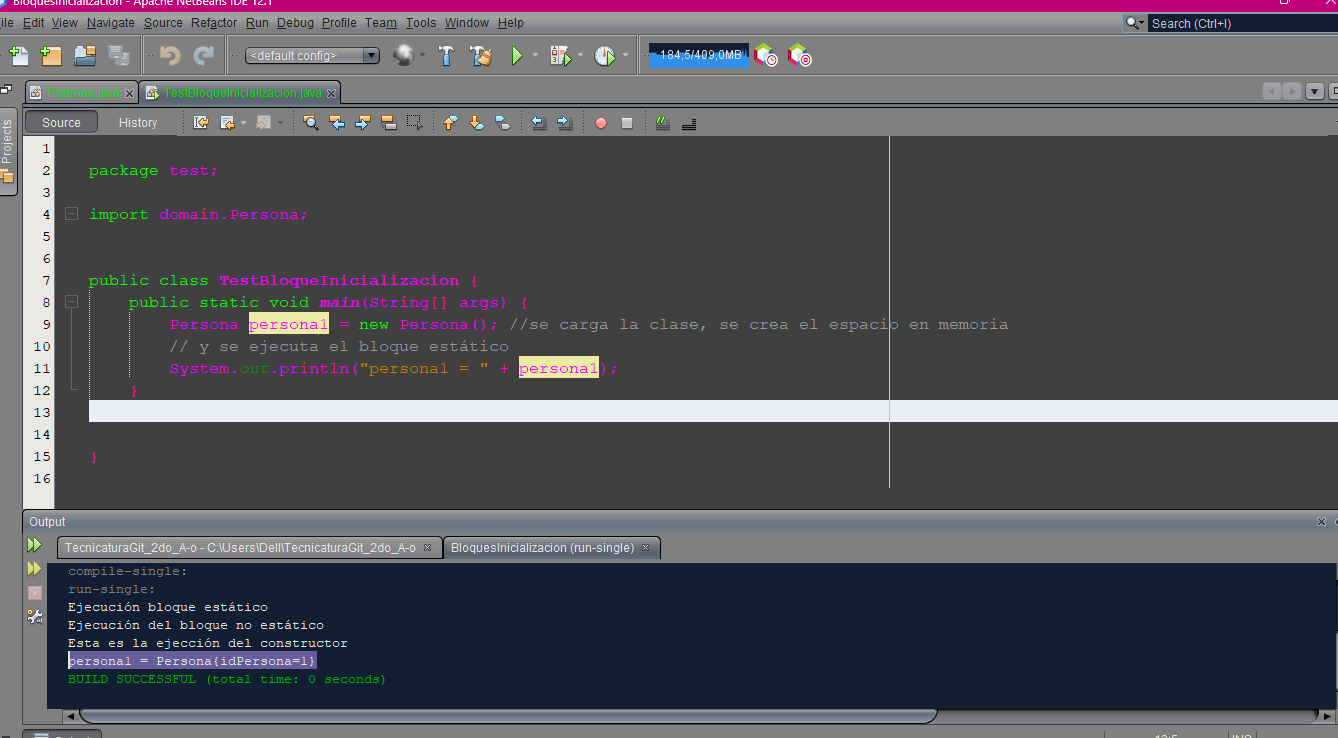 BloquesInicializacion - Apache NetBeans IDE 12.1
ile Edit View Navigate Source Refactor Run Debug Profile Team Tools Window Help
Search (Ctrl+I)
<default config>
184,5/409,0MB
Persona.java
TestBloqueInicializacion.java
Source History
Projects
1
2 package test;
3
4 import domain.Persona;
5
6
7 public class TestBloqueInicializacion {
8 public static void main(String[] args) {
9 Persona persona1 = new Persona(); //se carga la clase, se crea el espacio en memoria
10 // y se ejecuta el bloque estático
11 System.out.println("persona1 = " + persona1);
12 }
13
14
15 }
16
Output
TecnicaturaGit_2do_A-o - C:\Users\Dell\TecnicaturaGit_2do_A-o
BloquesInicializacion (run-single)
compile-single:
run-single:
Ejecución bloque estático
Ejecución del bloque no estático
Esta es la ejección del constructor
persona1 = Persona{idPersona=1}
BUILD SUCCESSFUL (total time: 0 seconds)